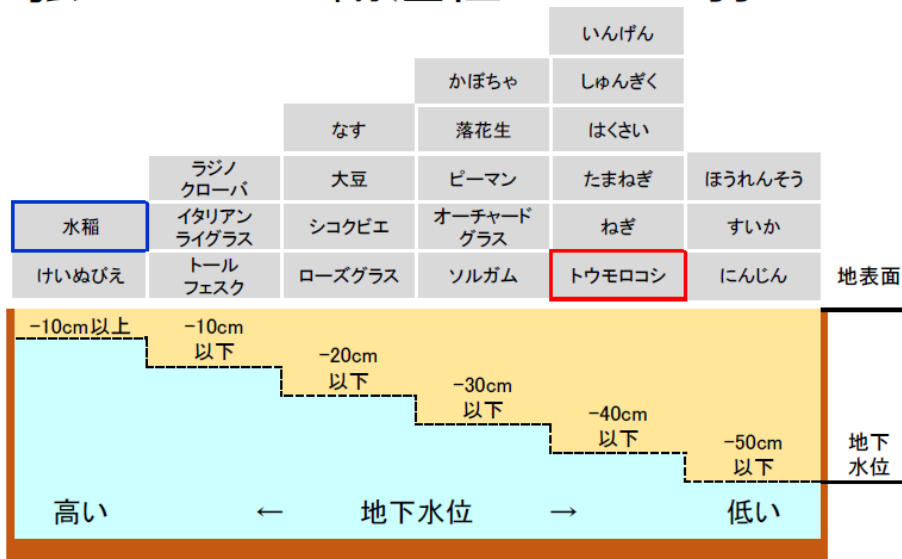 いんげん
かぼちゃ
しゅんぎく
なす
落花生
はくさい
ラジノ
クローバ
大豆
ピーマン
たまねぎ
ほうれんそう
水稲
イタリアン
ライグラス
シコクビエ
オーチャード
グラス
ねぎ
すいか
けいぬびえ
トール
フェスク
ローズグラス
ソルガム
トウモロコシ
にんじん
地表面
-10cm以上
-10cm
以下
-20cm
以下
-30cm
以下
-40cm
以下
-50cm
以下
地下
水位
高い ← 地下水位 → 低い